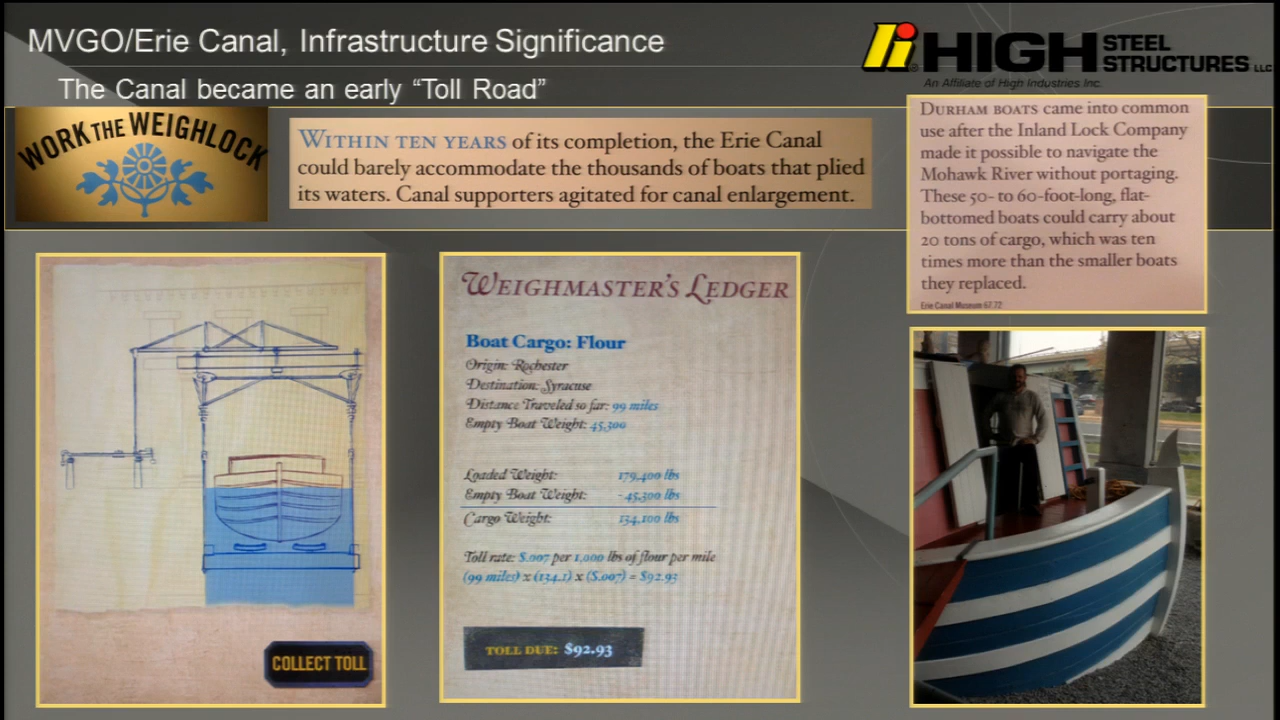 MVGO/Erie Canal, Infrastructure Significance
The Canal became an early “Toll Road”
HIGH STEEL STRUCTURES LLC
An Affiliate of High Industries Inc.
WORK THE WEIGHLOCK
WITHIN TEN YEARS of its completion, the Erie Canal
could barely accommodate the thousands of boats that plied
its waters. Canal supporters agitated for canal enlargement.
DURHAM BOATS came into common
use after the Inland Lock Company
made it possible to navigate the
Mohawk River without portaging.
These 50- to 60-foot-long, flat-
bottomed boats could carry about
20 tons of cargo, which was ten
times more than the smaller boats
they replaced.
Erie Canal Museum 67.72
COLLECT TOLL
WEIGHMASTER'S LEDGER
Boat Cargo: Flour
Origin: Rochester
Destination: Syracuse
Distance Traveled so far: 99 miles
Empty Boat Weight: 45,300
Loaded Weight: 179,400 lbs
Empty Boat Weight: - 45,300 lbs
Cargo Weight: 134,100 lbs
Toll rate: $.007 per 1,000 lbs of flour per mile
(99 miles) x (134.1) x ($.007) = $92.93
TOLL DUE: $92.93